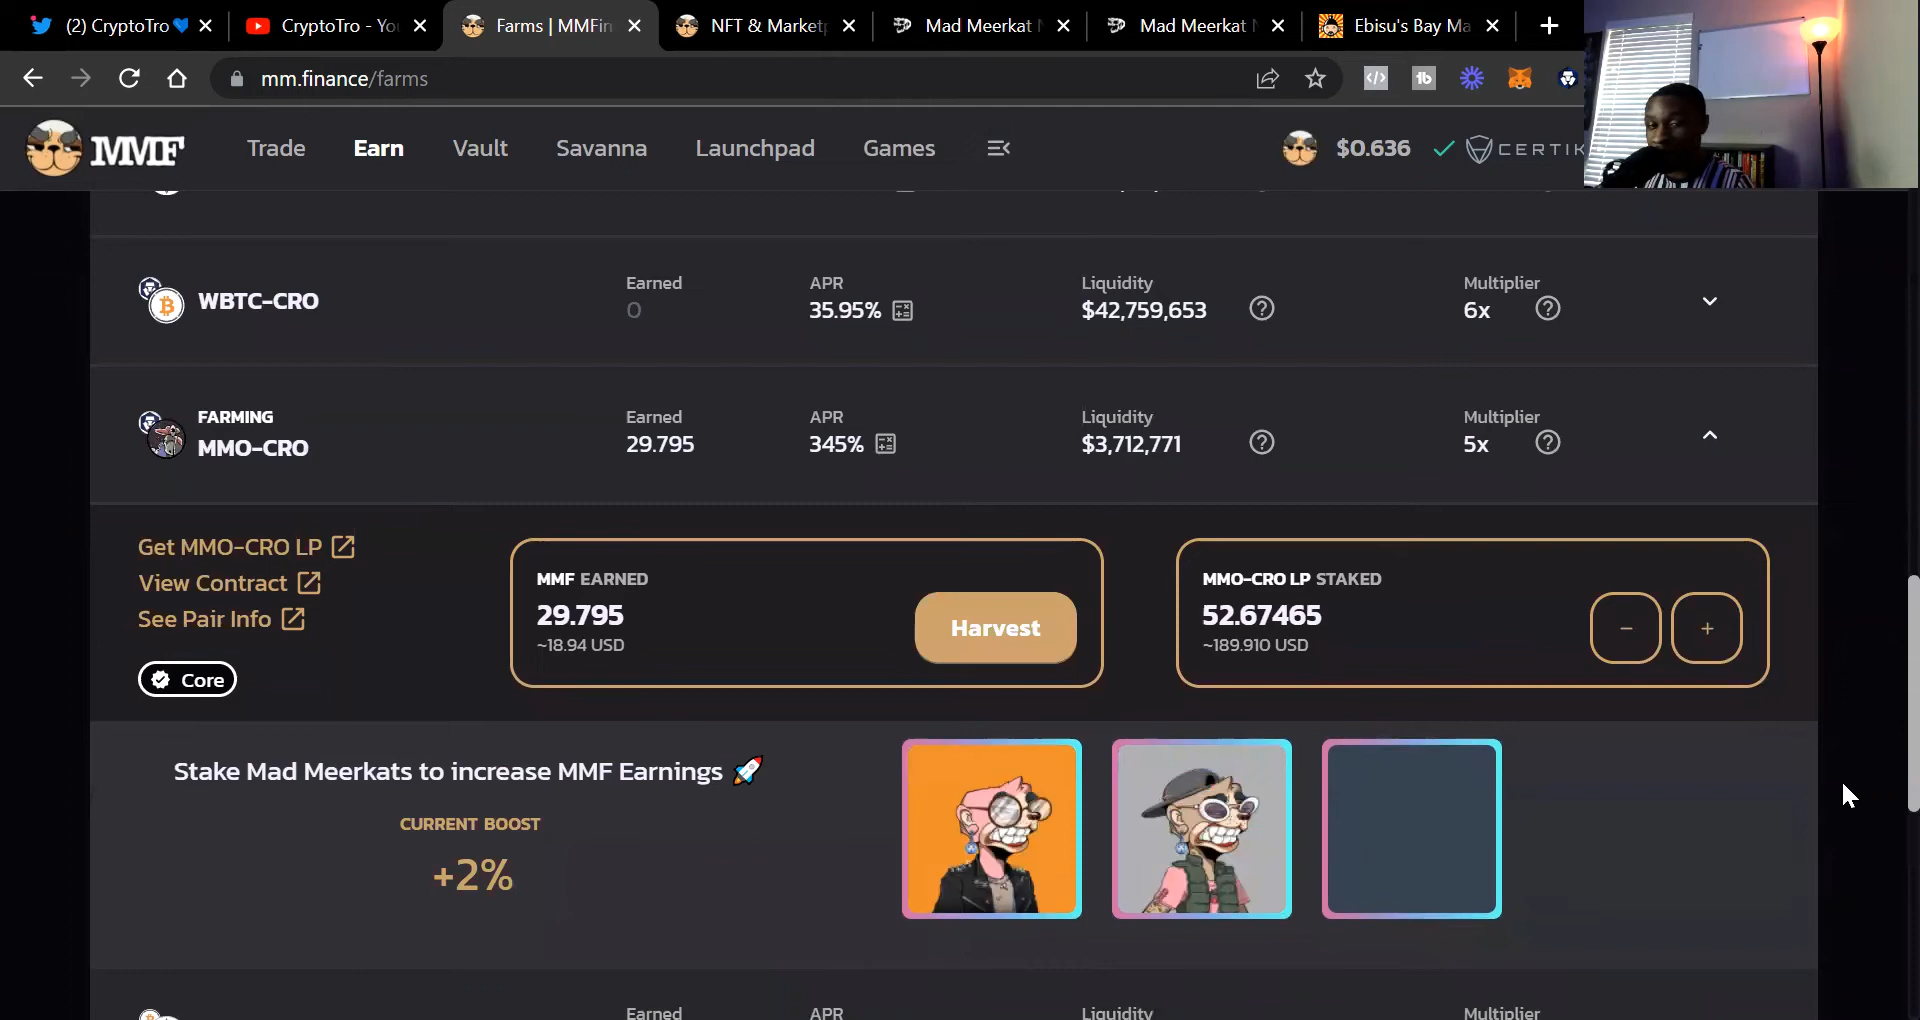 (2) CryptoTro💙
CryptoTro - Yo
Farms | MMFin
NFT & Marketp
Mad Meerkat N
Mad Meerkat N
Ebisu's Bay Ma
mm.finance/farms
MMF
Trade
Earn
Vault
Savanna
Launchpad
Games
$0.636
CERTIK
WBTC-CRO
Earned
0
APR
35.95%
Liquidity
$42,759,653
Multiplier
6x
FARMING
MMO-CRO
Earned
29.795
APR
345%
Liquidity
$3,712,771
Multiplier
5x
Get MMO-CRO LP
View Contract
See Pair Info
Core
MMF EARNED
29.795
~18.94 USD
Harvest
MMO-CRO LP STAKED
52.67465
~189.910 USD
-
+
Stake Mad Meerkats to increase MMF Earnings 🚀
CURRENT BOOST
+2%
Earned
APR
Liquidity
Multiplier